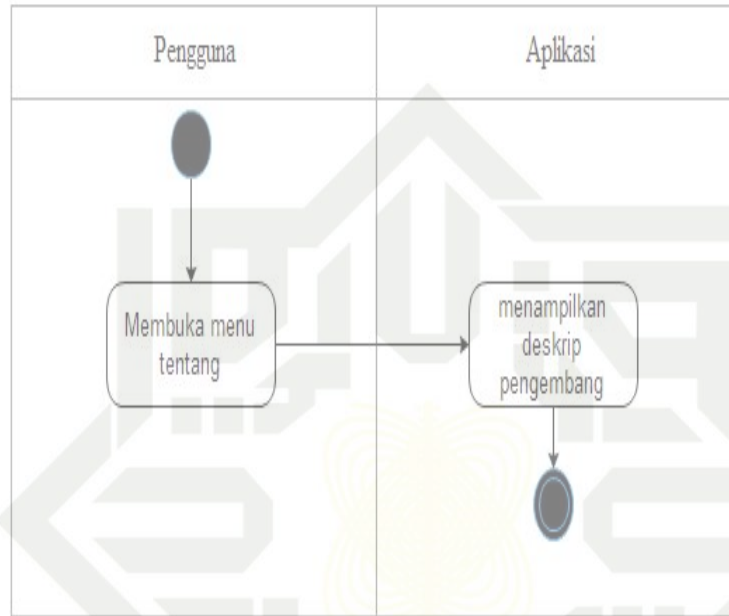 Pengguna
Aplikasi
Membuka menu
tentang
menampilkan
deskrip
pengembang